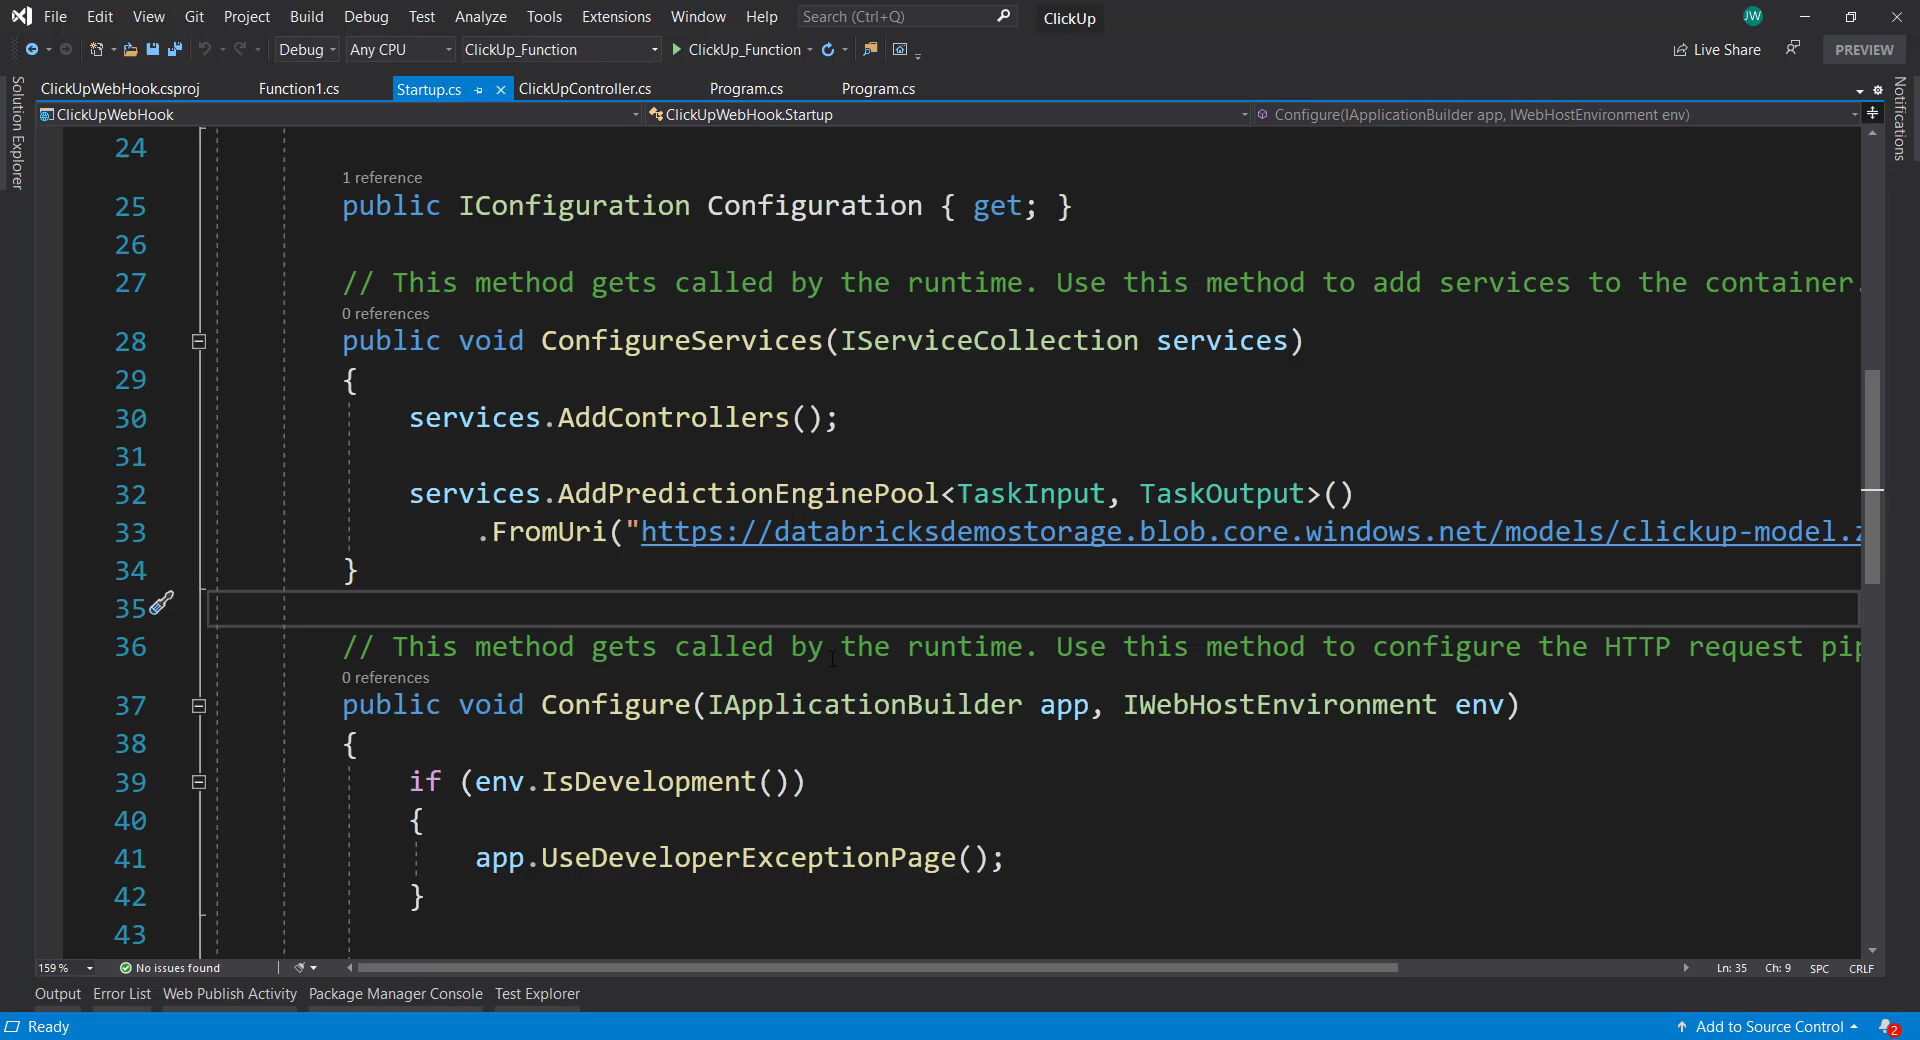 File Edit View Git Project Build Debug Test Analyze Tools Extensions Window Help Search (Ctrl+Q) ClickUp JW
Debug Any CPU ClickUp_Function ClickUp_Function Live Share PREVIEW
ClickUpWebHook.csproj Function1.cs Startup.cs ClickUpController.cs Program.cs Program.cs
ClickUpWebHook ClickUpWebHook.Startup Configure(IApplicationBuilder app, IWebHostEnvironment env)
Solution Explorer
Notifications
24
1 reference
25 public IConfiguration Configuration { get; }
26
27 // This method gets called by the runtime. Use this method to add services to the container.
0 references
28 public void ConfigureServices(IServiceCollection services)
29 {
30 services.AddControllers();
31
32 services.AddPredictionEnginePool<TaskInput, TaskOutput>()
33 .FromUri("https://databricksdemostorage.blob.core.windows.net/models/clickup-model.z
34 }
35
36 // This method gets called by the runtime. Use this method to configure the HTTP request pip
0 references
37 public void Configure(IApplicationBuilder app, IWebHostEnvironment env)
38 {
39 if (env.IsDevelopment())
40 {
41 app.UseDeveloperExceptionPage();
42 }
43
159 % No issues found Ln: 35 Ch: 9 SPC CRLF
Output Error List Web Publish Activity Package Manager Console Test Explorer
Ready Add to Source Control 2